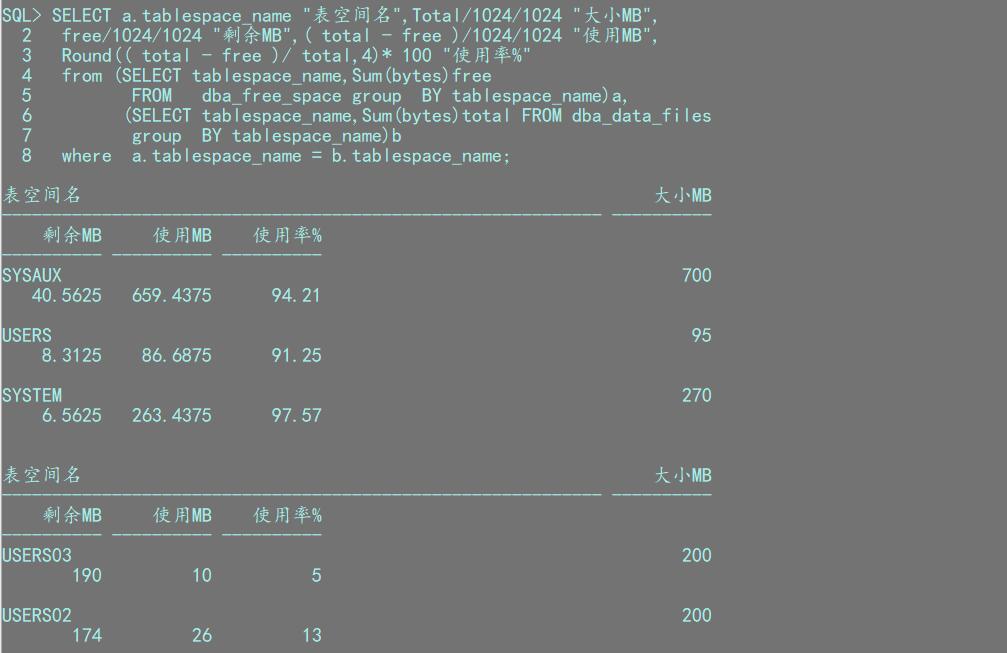 SQL> SELECT a.tablespace_name "表空间名",Total/1024/1024 "大小MB",
2 free/1024/1024 "剩余MB",( total - free )/1024/1024 "使用MB",
3 Round(( total - free )/ total,4)* 100 "使用率%"
4 from (SELECT tablespace_name,Sum(bytes)free
5 FROM dba_free_space group BY tablespace_name)a,
6 (SELECT tablespace_name,Sum(bytes)total FROM dba_data_files
7 group BY tablespace_name)b
8 where a.tablespace_name = b.tablespace_name;
表空间名 大小MB
剩余MB 使用MB 使用率%
SYSAUX 700
40.5625 659.4375 94.21
USERS 95
8.3125 86.6875 91.25
SYSTEM 270
6.5625 263.4375 97.57
表空间名 大小MB
剩余MB 使用MB 使用率%
USERS03 200
190 10 5
USERS02 200
174 26 13